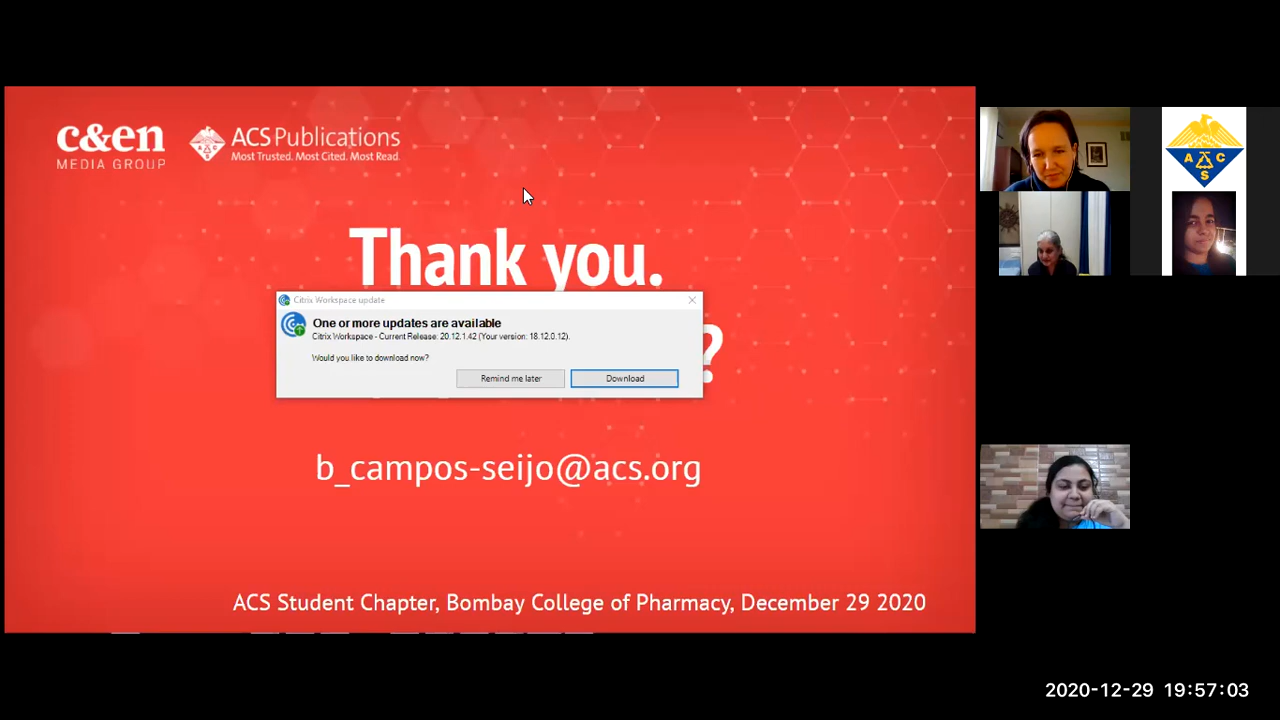 c&en
MEDIA GROUP
ACS
ACS Publications
Most Trusted. Most Cited. Most Read.
Thank you.
Citrix Workspace update
One or more updates are available
Citrix Workspace - Current Release: 20.12.1.42 (Your version: 18.12.0.12).
Would you like to download now?
Remind me later
Download
?
b_campos-seijo@acs.org
ACS Student Chapter, Bombay College of Pharmacy, December 29 2020
ACS
2020-12-29 19:57:03